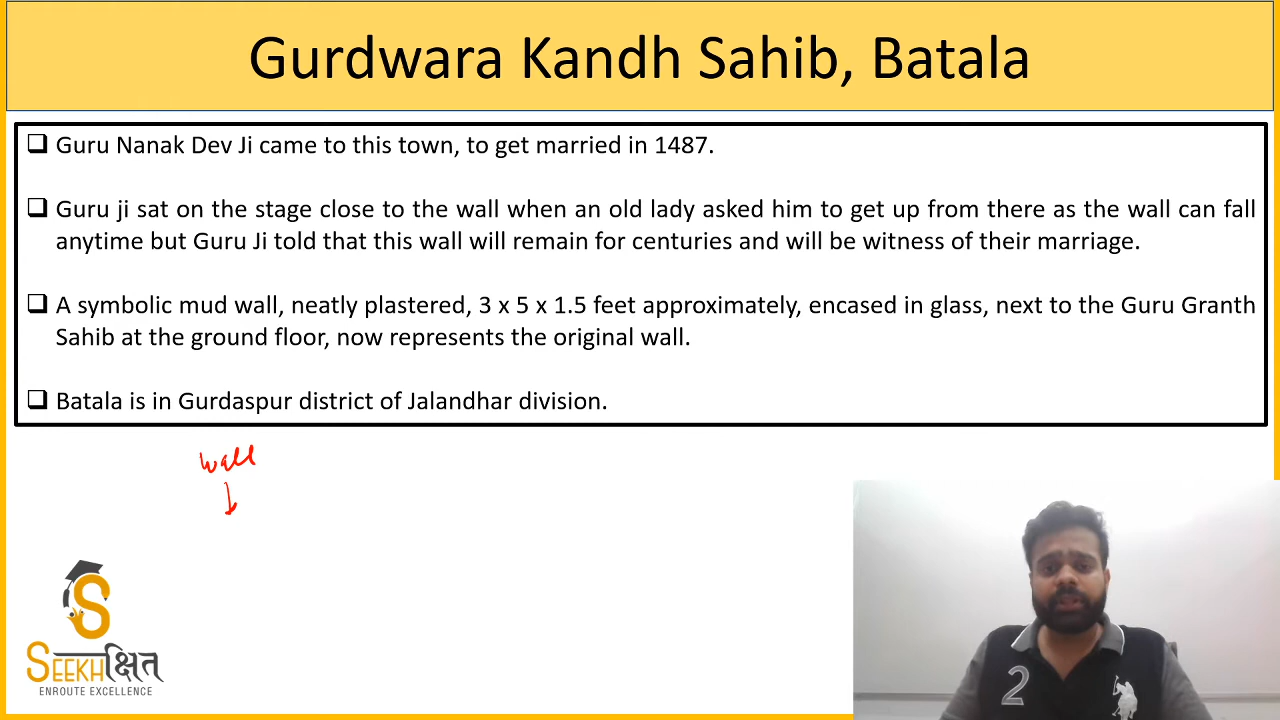 Gurdwara Kandh Sahib, Batala
❑ Guru Nanak Dev Ji came to this town, to get married in 1487.
❑ Guru ji sat on the stage close to the wall when an old lady asked him to get up from there as the wall can fall
anytime but Guru Ji told that this wall will remain for centuries and will be witness of their marriage.
❑ A symbolic mud wall, neatly plastered, 3 x 5 x 1.5 feet approximately, encased in glass, next to the Guru Granth
Sahib at the ground floor, now represents the original wall.
❑ Batala is in Gurdaspur district of Jalandhar division.
wall
S
SEEKHक्षित
ENROUTE EXCELLENCE
2